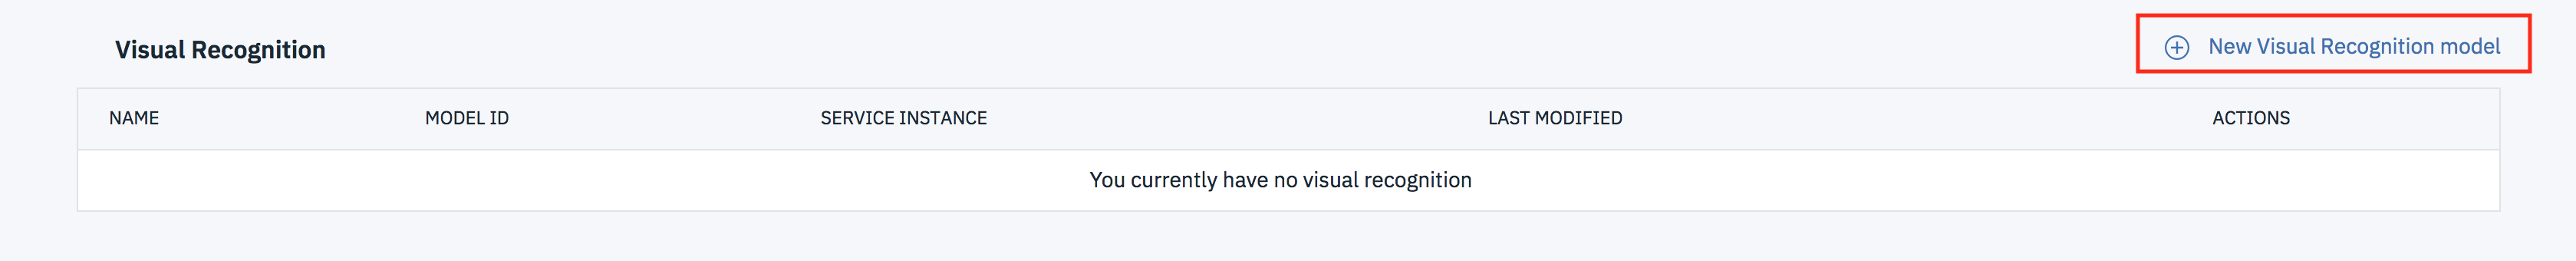 Visual Recognition
New Visual Recognition model
NAME MODEL ID SERVICE INSTANCE LAST MODIFIED ACTIONS
You currently have no visual recognition